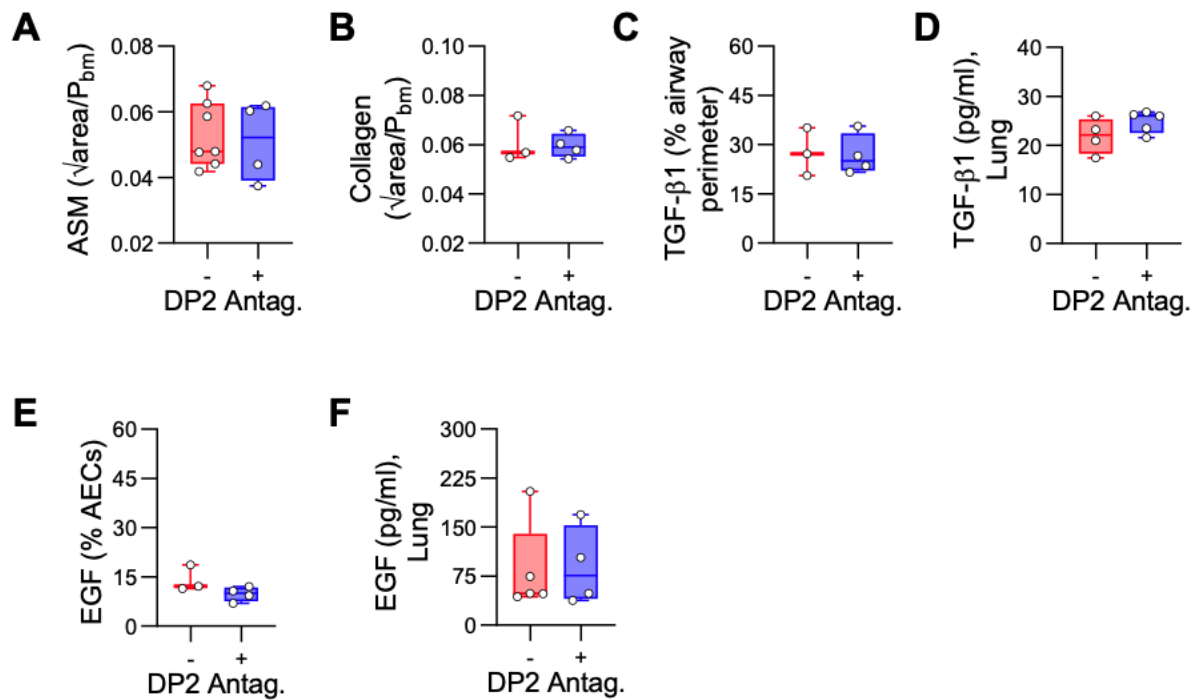 A
ASM (√area/Pbm)
0.08
0.06
0.04
0.02
- +
DP2 Antag.
B
Collagen
(√area/Pbm)
0.10
0.08
0.06
0.04
0.02
- +
DP2 Antag.
C
TGF-β1 (% airway
perimeter)
60
45
30
15
0
- +
DP2 Antag.
D
TGF-β1 (pg/ml),
Lung
40
30
20
10
0
- +
DP2 Antag.
E
EGF (% AECs)
60
45
30
15
0
- +
DP2 Antag.
F
EGF (pg/ml),
Lung
300
225
150
75
0
- +
DP2 Antag.